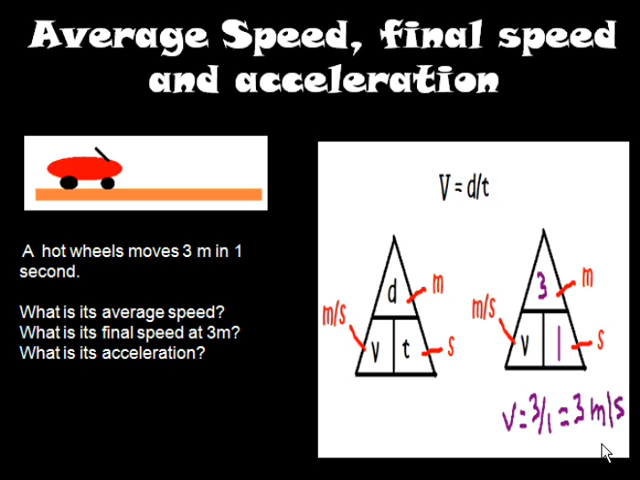 Average Speed, final speed
and acceleration
A hot wheels moves 3 m in 1
second.
What is its average speed?
What is its final speed at 3m?
What is its acceleration?
V = d/t
d
m
m/s
v
t
s
3
m
m/s
v
1
s
v = 3/1 = 3 m/s